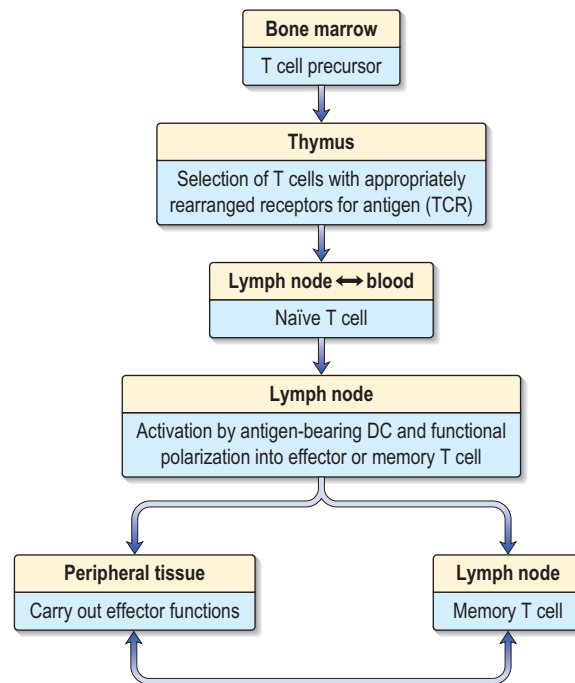 Bone marrow
T cell precursor
Thymus
Selection of T cells with appropriately
rearranged receptors for antigen (TCR)
Lymph node ↔ blood
Naïve T cell
Lymph node
Activation by antigen-bearing DC and functional
polarization into effector or memory T cell
Peripheral tissue
Carry out effector functions
Lymph node
Memory T cell